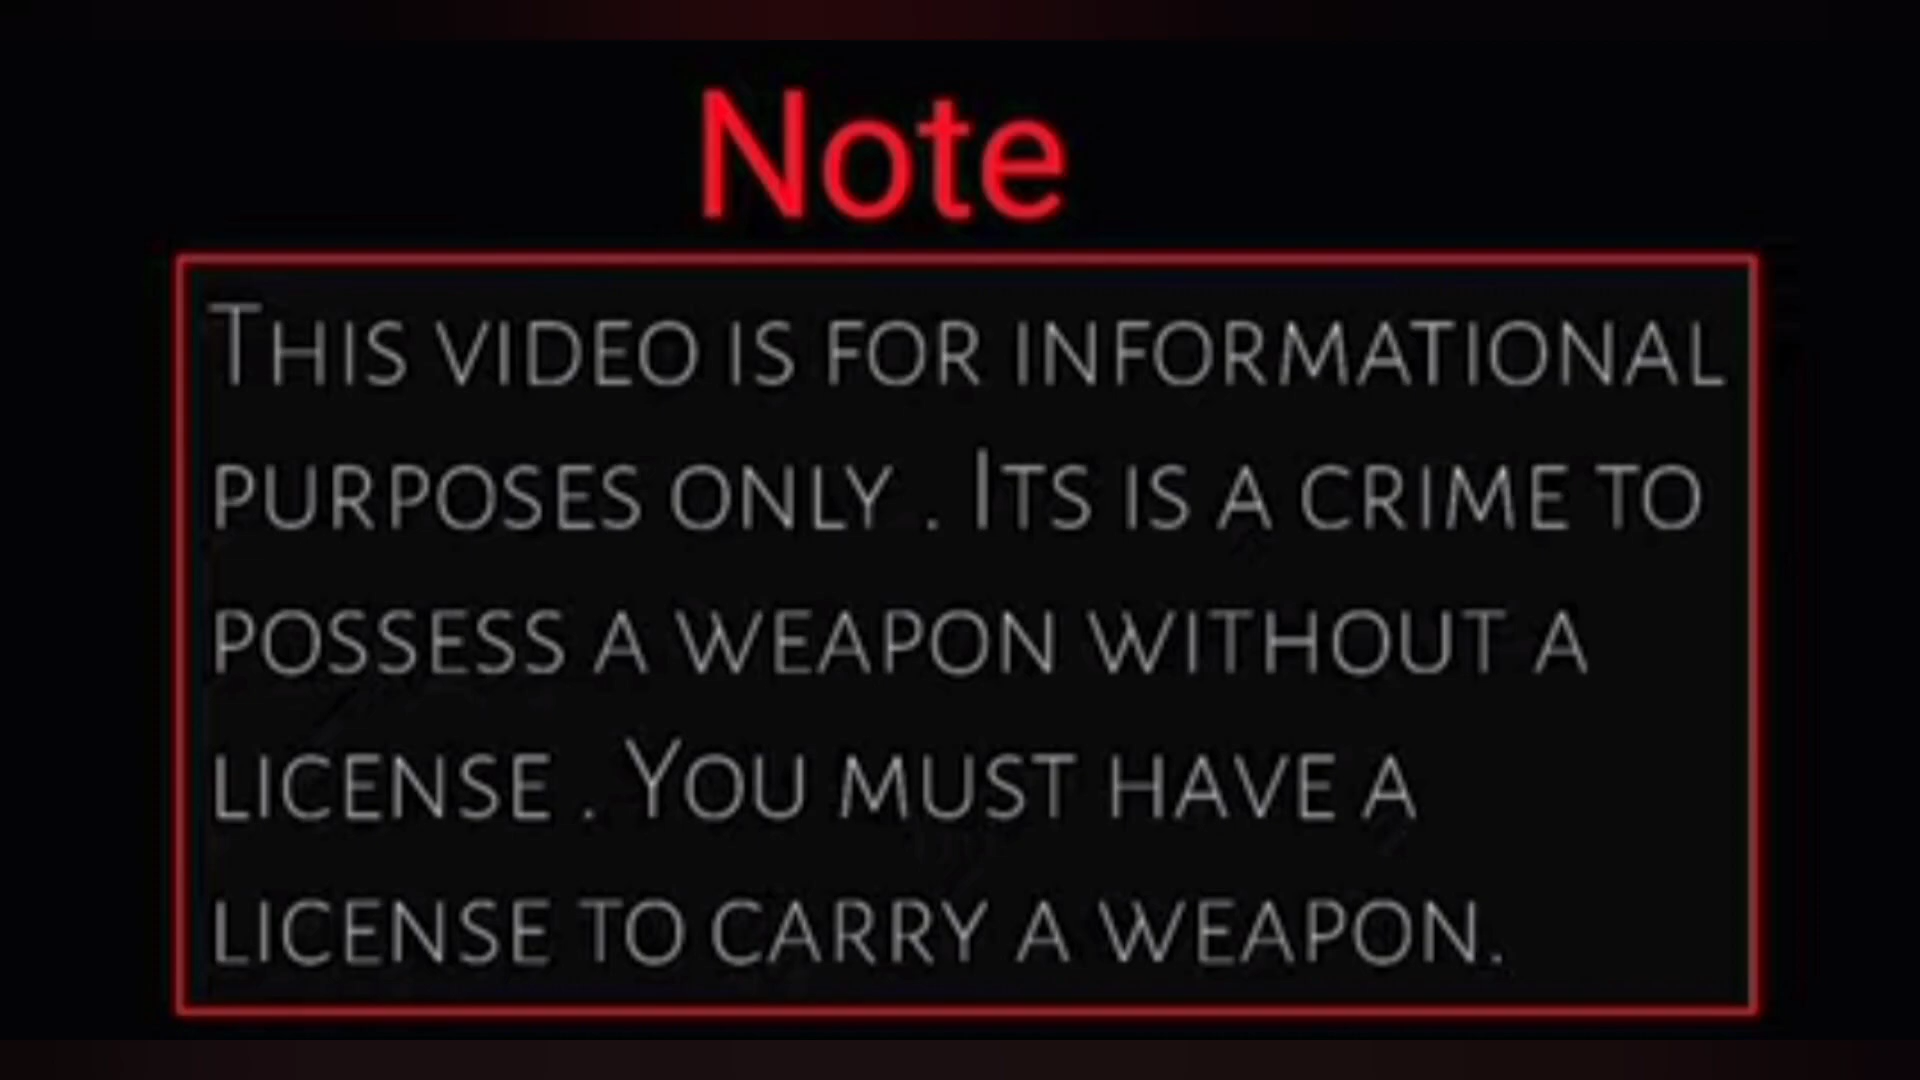 Note
This video is for informational
purposes only . Its is a crime to
possess a weapon without a
license . You must have a
license to carry a weapon.